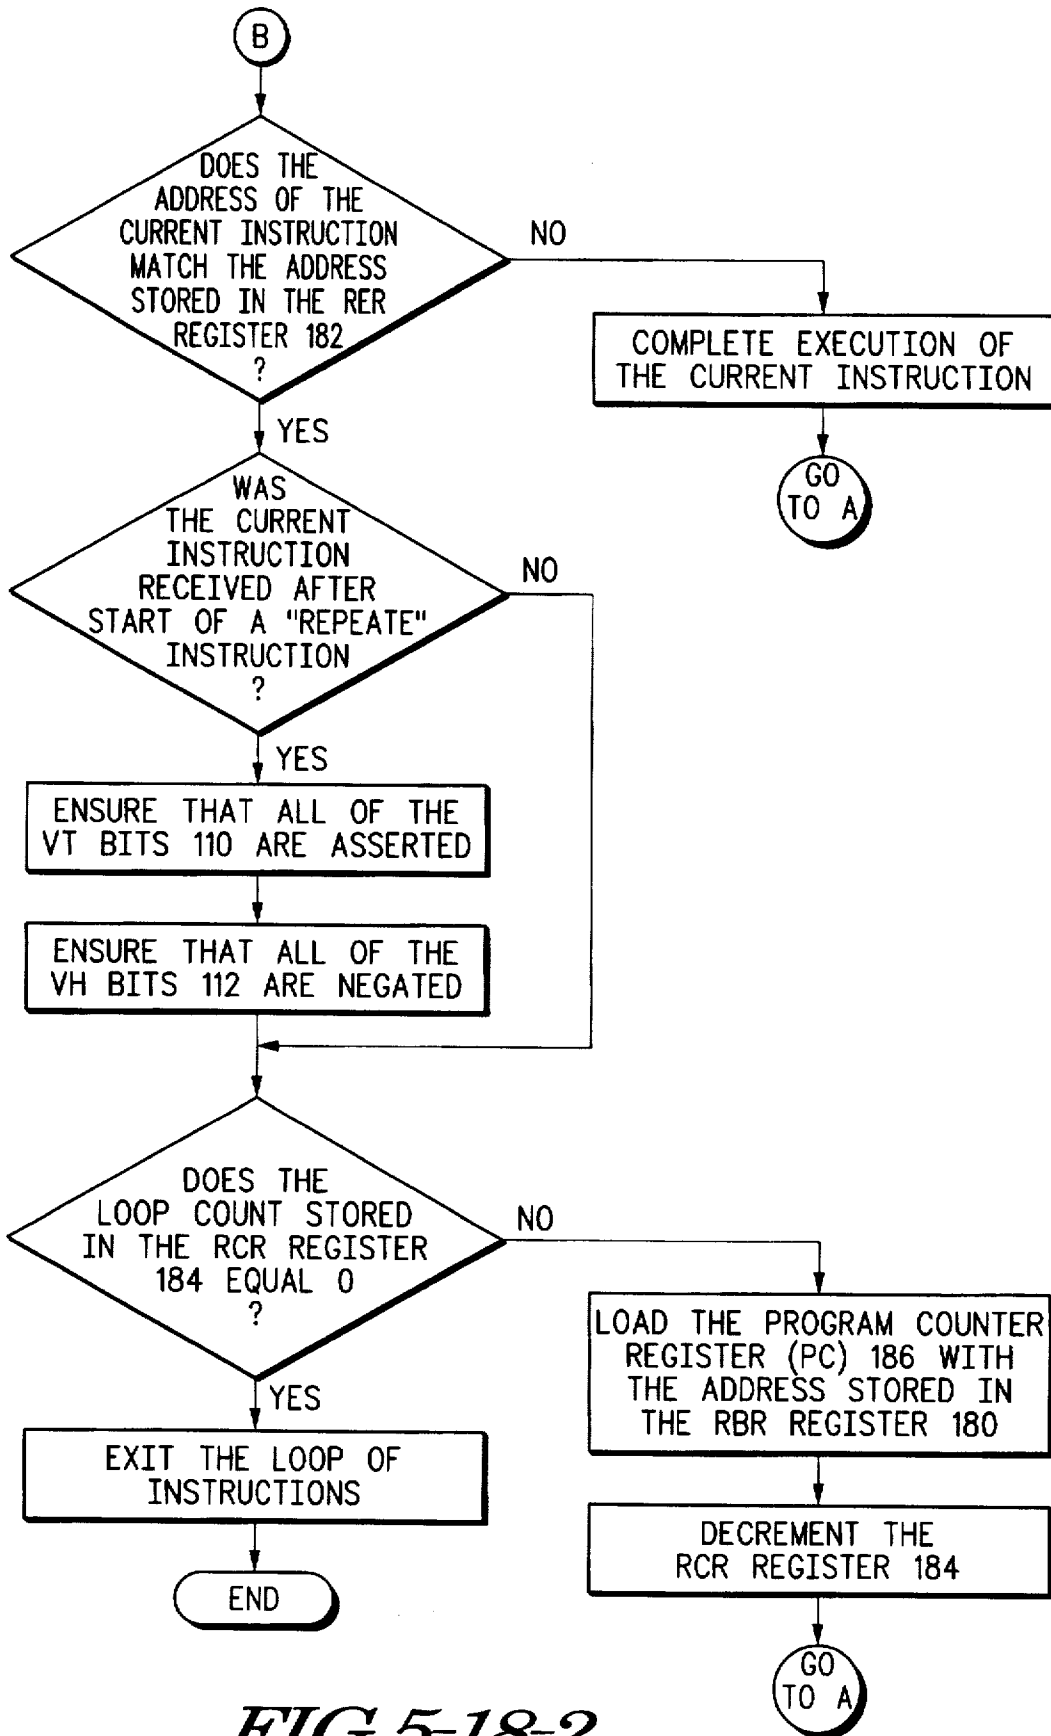 B
DOES THE
ADDRESS OF THE
CURRENT INSTRUCTION
MATCH THE ADDRESS
STORED IN THE RER
REGISTER 182
?
NO
COMPLETE EXECUTION OF
THE CURRENT INSTRUCTION
GO
TO A
YES
WAS
THE CURRENT
INSTRUCTION
RECEIVED AFTER
START OF A "REPEATE"
INSTRUCTION
?
NO
YES
ENSURE THAT ALL OF THE
VT BITS 110 ARE ASSERTED
ENSURE THAT ALL OF THE
VH BITS 112 ARE NEGATED
DOES THE
LOOP COUNT STORED
IN THE RCR REGISTER
184 EQUAL 0
?
NO
LOAD THE PROGRAM COUNTER
REGISTER (PC) 186 WITH
THE ADDRESS STORED IN
THE RBR REGISTER 180
DECREMENT THE
RCR REGISTER 184
GO
TO A
YES
EXIT THE LOOP OF
INSTRUCTIONS
END
FIG.5-18-2